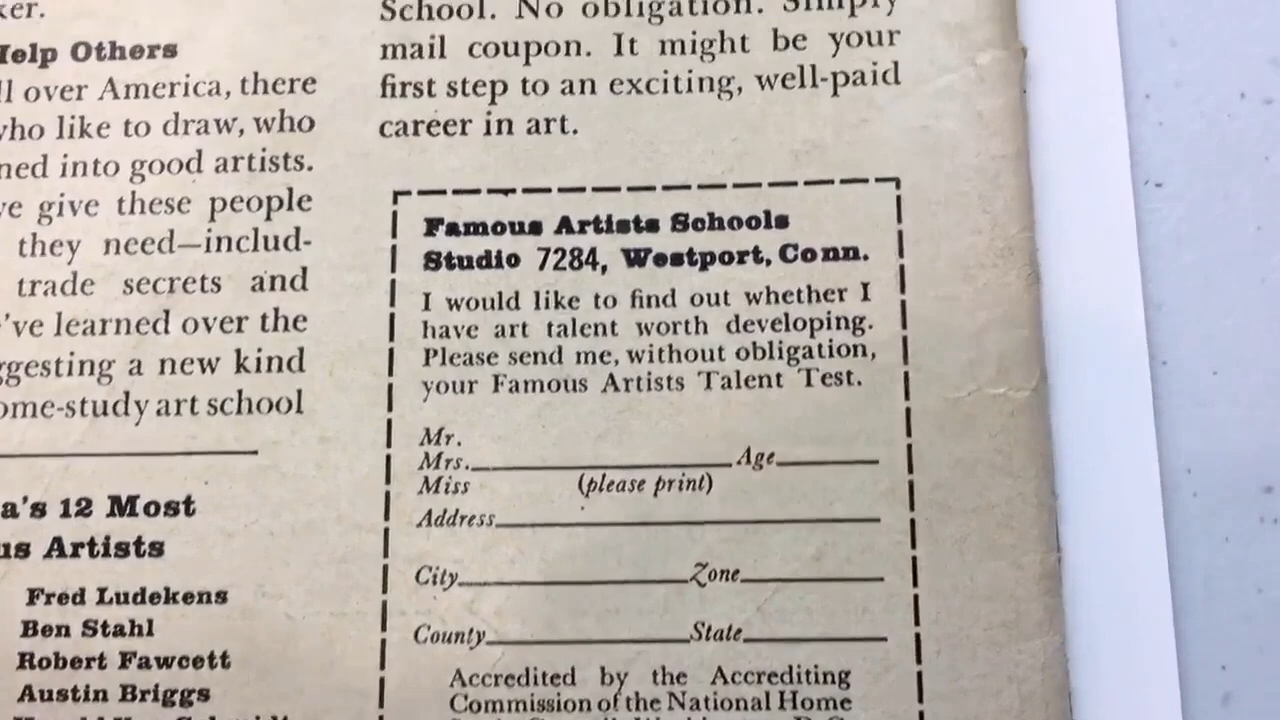 ker.
Help Others
ll over America, there
who like to draw, who
ned into good artists.
ve give these people
they need—includ-
trade secrets and
've learned over the
ggesting a new kind
ome-study art school
a's 12 Most
us Artists
Fred Ludekens
Ben Stahl
Robert Fawcett
Austin Briggs
School. No obligation. Simply
mail coupon. It might be your
first step to an exciting, well-paid
career in art.
Famous Artists Schools
Studio 7284, Westport, Conn.
I would like to find out whether I
have art talent worth developing.
Please send me, without obligation,
your Famous Artists Talent Test.
Mr.
Mrs. Age
Miss (please print)
Address
City Zone
County State
Accredited by the Accrediting
Commission of the National Home